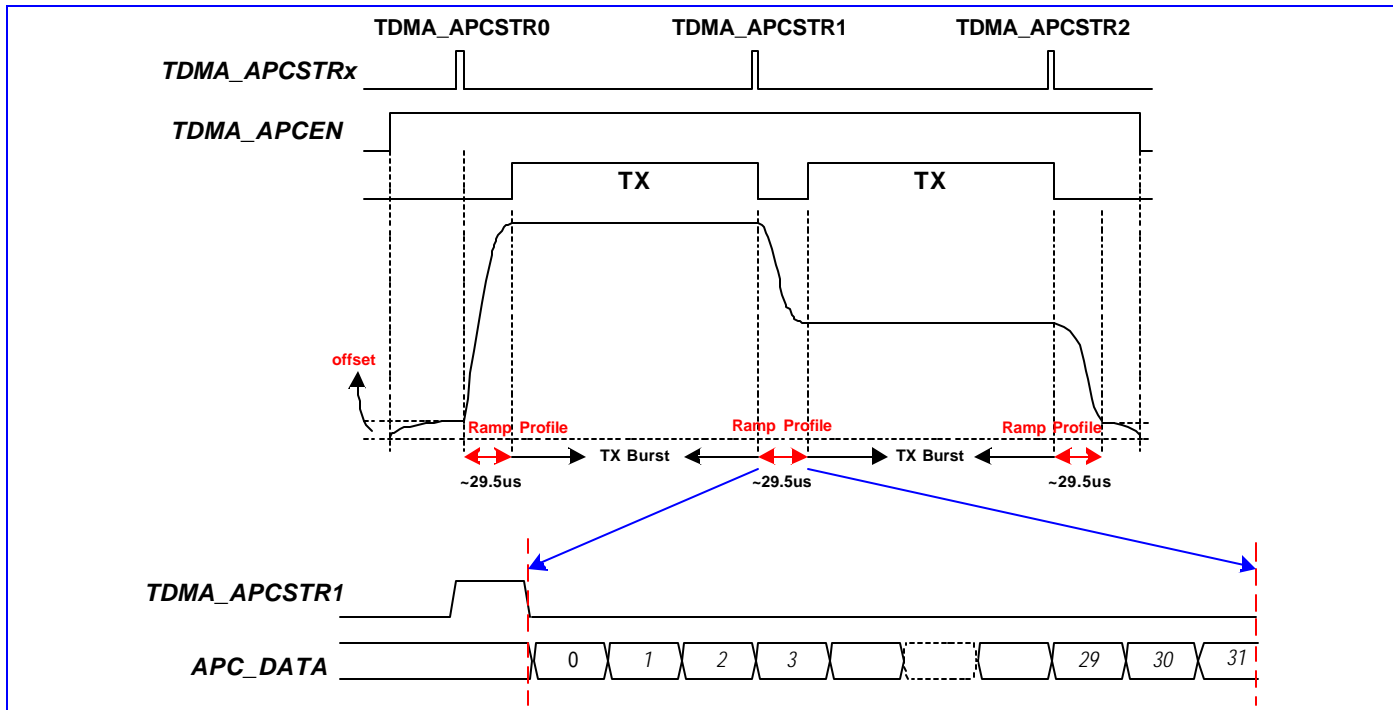 TDMA_APCSTR0 TDMA_APCSTR1 TDMA_APCSTR2
TDMA_APCSTRx
TDMA_APCEN
TX TX
offset
Ramp Profile Ramp Profile Ramp Profile
TX Burst TX Burst
~29.5us ~29.5us ~29.5us
TDMA_APCSTR1
APC_DATA 0 1 2 3 29 30 31